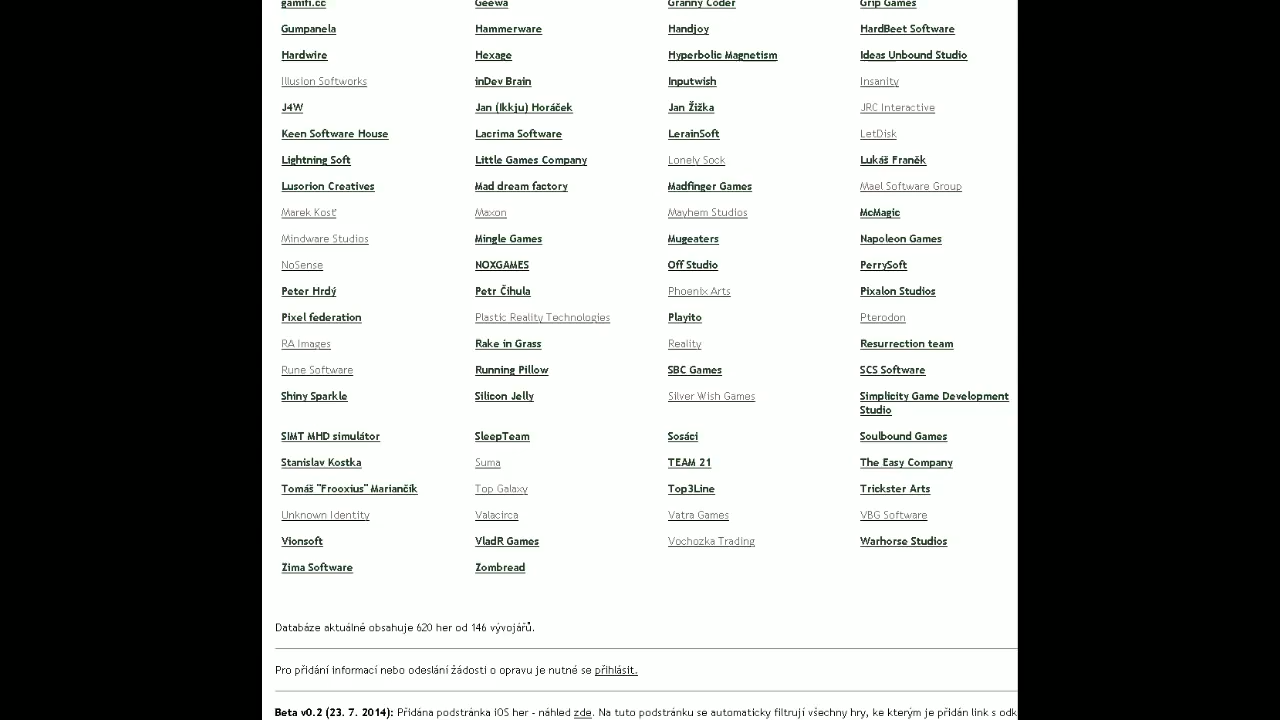 gamifi.cc Geewa Granny Coder Grip Games
Gumpanela Hammerware Handjoy HardBeet Software
Hardwire Hexage Hyperbolic Magnetism Ideas Unbound Studio
Illusion Softworks inDev Brain Inputwish Insanity
J4W Jan (Ikkju) Horáček Jan Žižka JRC Interactive
Keen Software House Lacrima Software LerainSoft LetDisk
Lightning Soft Little Games Company Lonely Sock Lukáš Franěk
Lusorion Creatives Mad dream factory Madfinger Games Mael Software Group
Marek Kosť Maxon Mayhem Studios McMagic
Mindware Studios Mingle Games Mugeaters Napoleon Games
NoSense NOXGAMES Off Studio PerrySoft
Peter Hrdý Petr Čihula Phoenix Arts Pixalon Studios
Pixel federation Plastic Reality Technologies Playito Pterodon
RA Images Rake in Grass Reality Resurrection team
Rune Software Running Pillow SBC Games SCS Software
Shiny Sparkle Silicon Jelly Silver Wish Games Simplicity Game Development
Studio
SIMT MHD simulátor SleepTeam Sosáci Soulbound Games
Stanislav Kostka Suma TEAM 21 The Easy Company
Tomáš "Frooxius" Mariančík Top Galaxy Top3Line Trickster Arts
Unknown Identity Valacirca Vatra Games VBG Software
Vionsoft VladR Games Vochozka Trading Warhorse Studios
Zima Software Zombread
Databáze aktuálně obsahuje 620 her od 146 vývojářů.
Pro přidání informací nebo odeslání žádosti o opravu je nutné se přihlásit.
Beta v0.2 (23. 7. 2014): Přidána podstránka iOS her - náhled zde. Na tuto podstránku se automaticky filtrují všechny hry, ke kterým je přidán link s odk